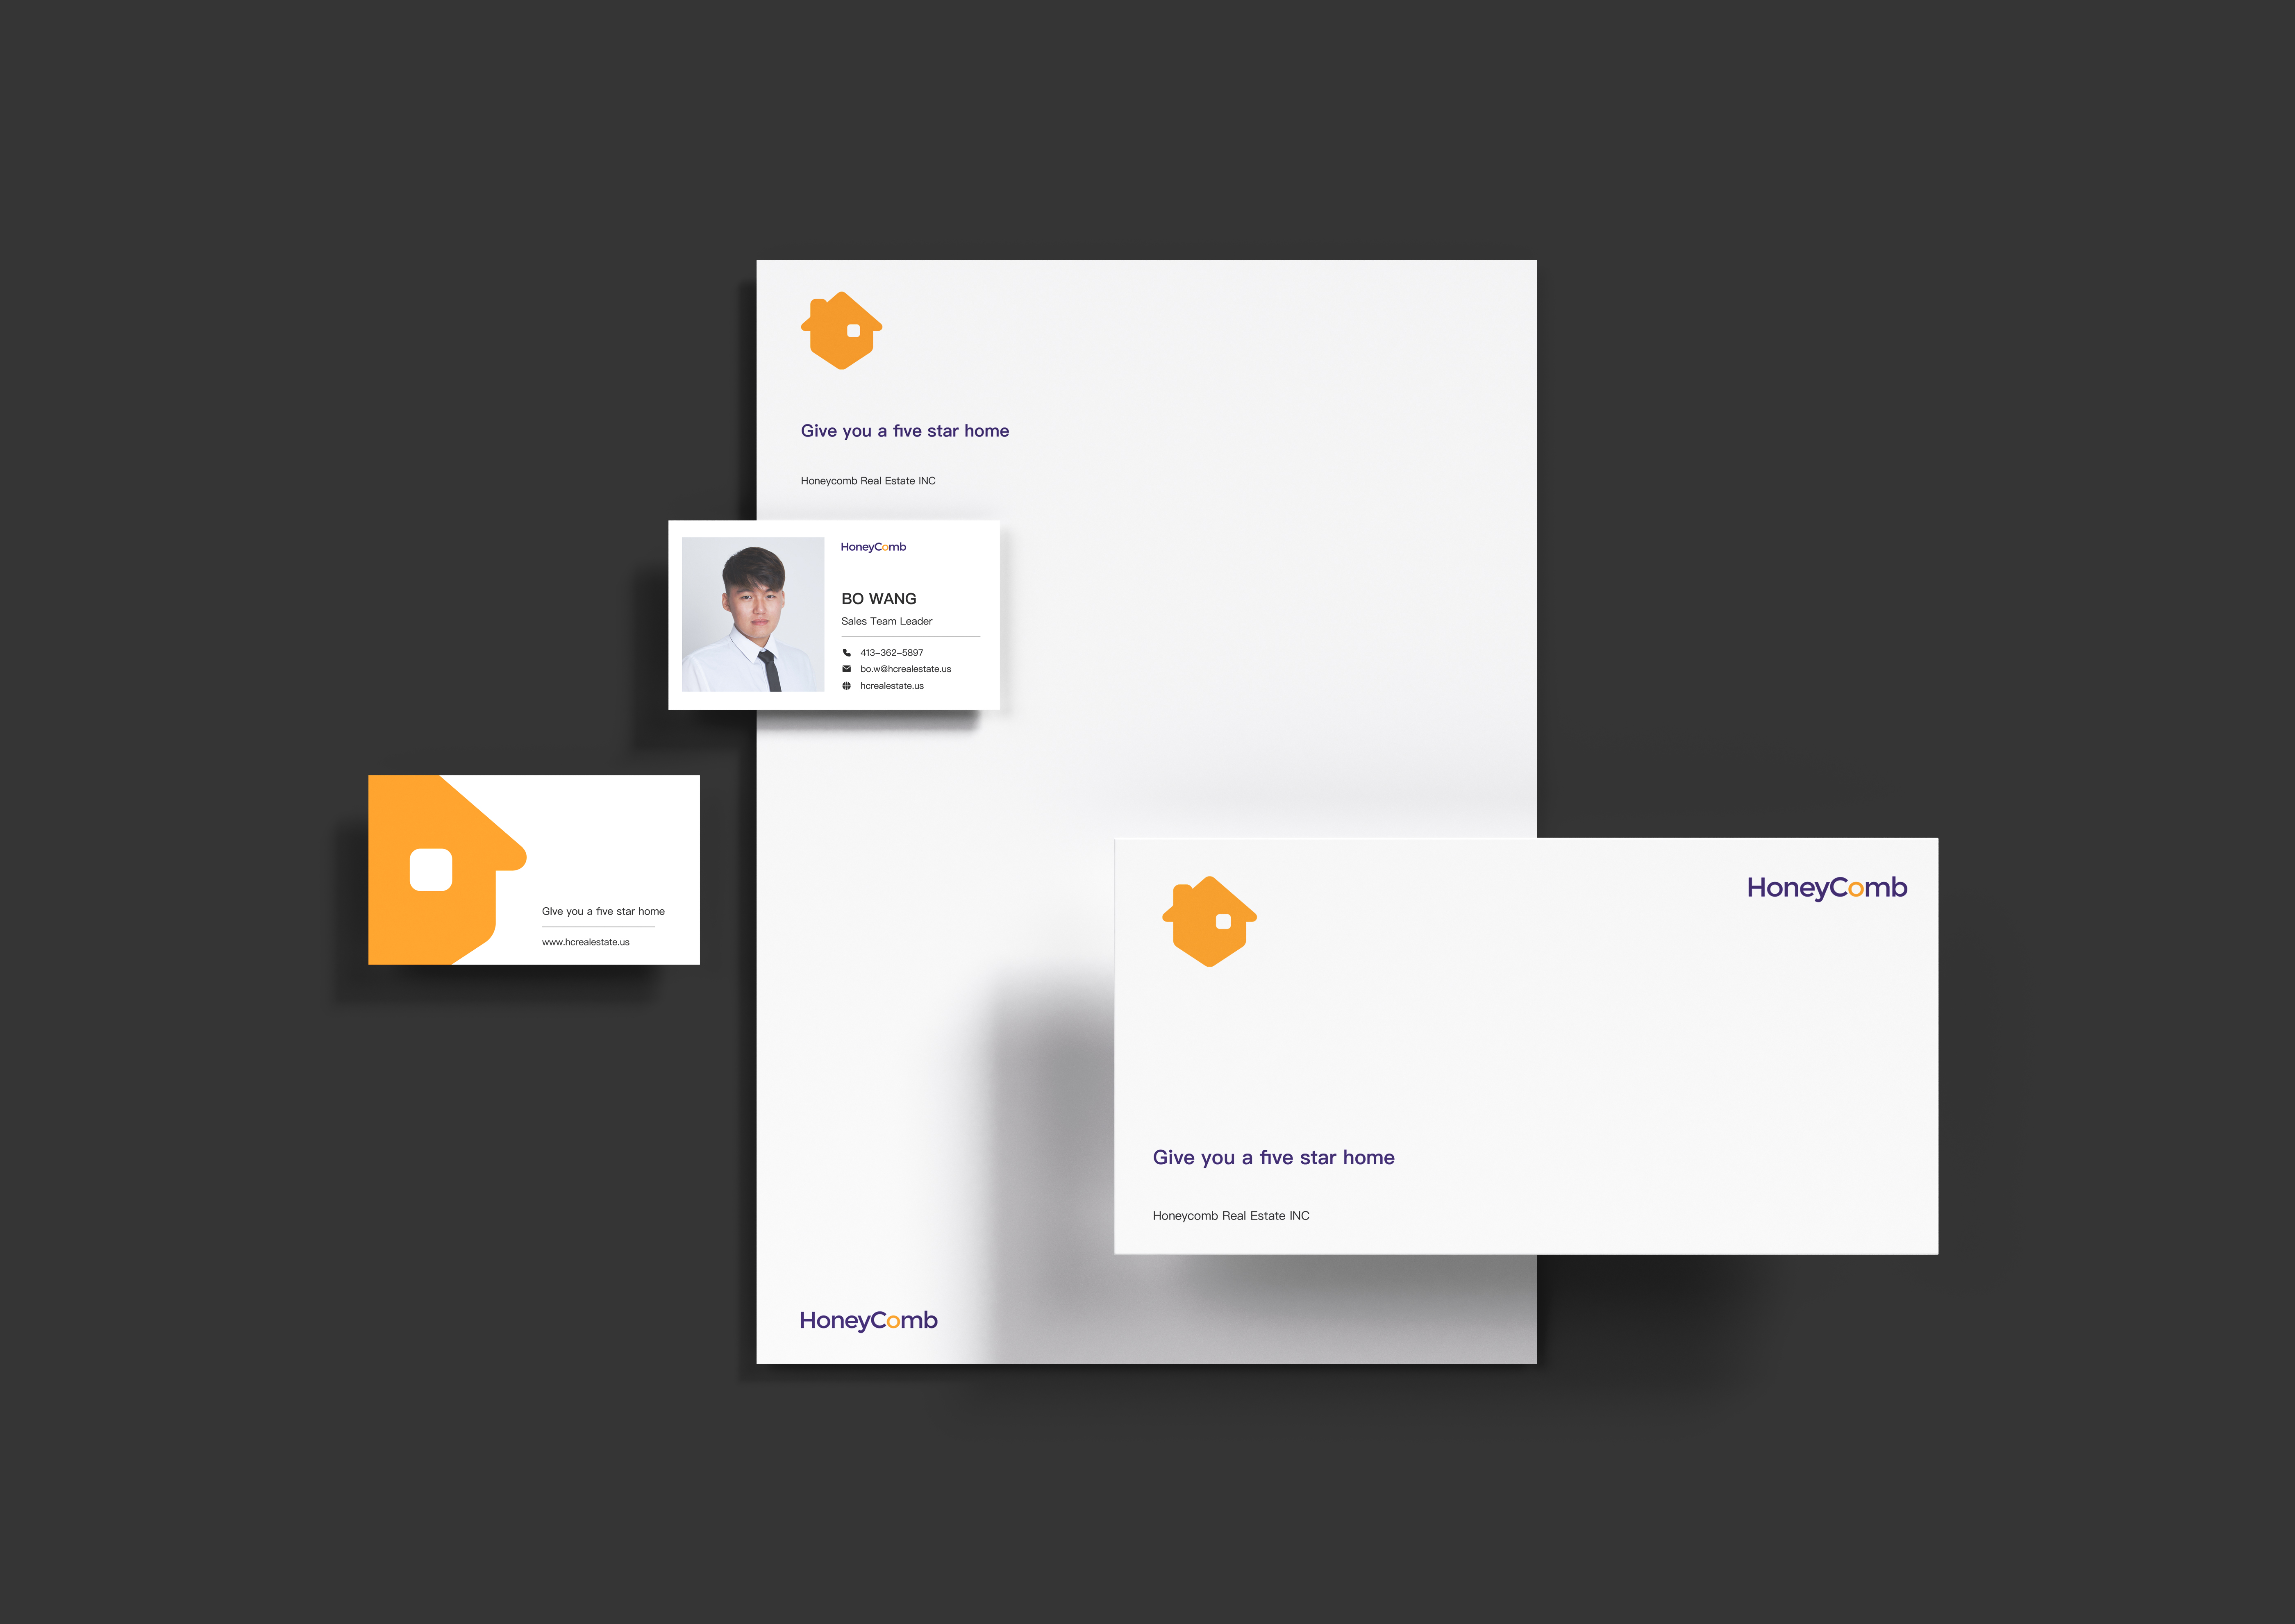 Give you a five star home
Honeycomb Real Estate INC
HoneyComb
BO WANG
Sales Team Leader
413-362-5897
bo.w@hcrealestate.us
hcrealestate.us
GIve you a five star home
www.hcrealestate.us
HoneyComb
Give you a five star home
Honeycomb Real Estate INC
HoneyComb